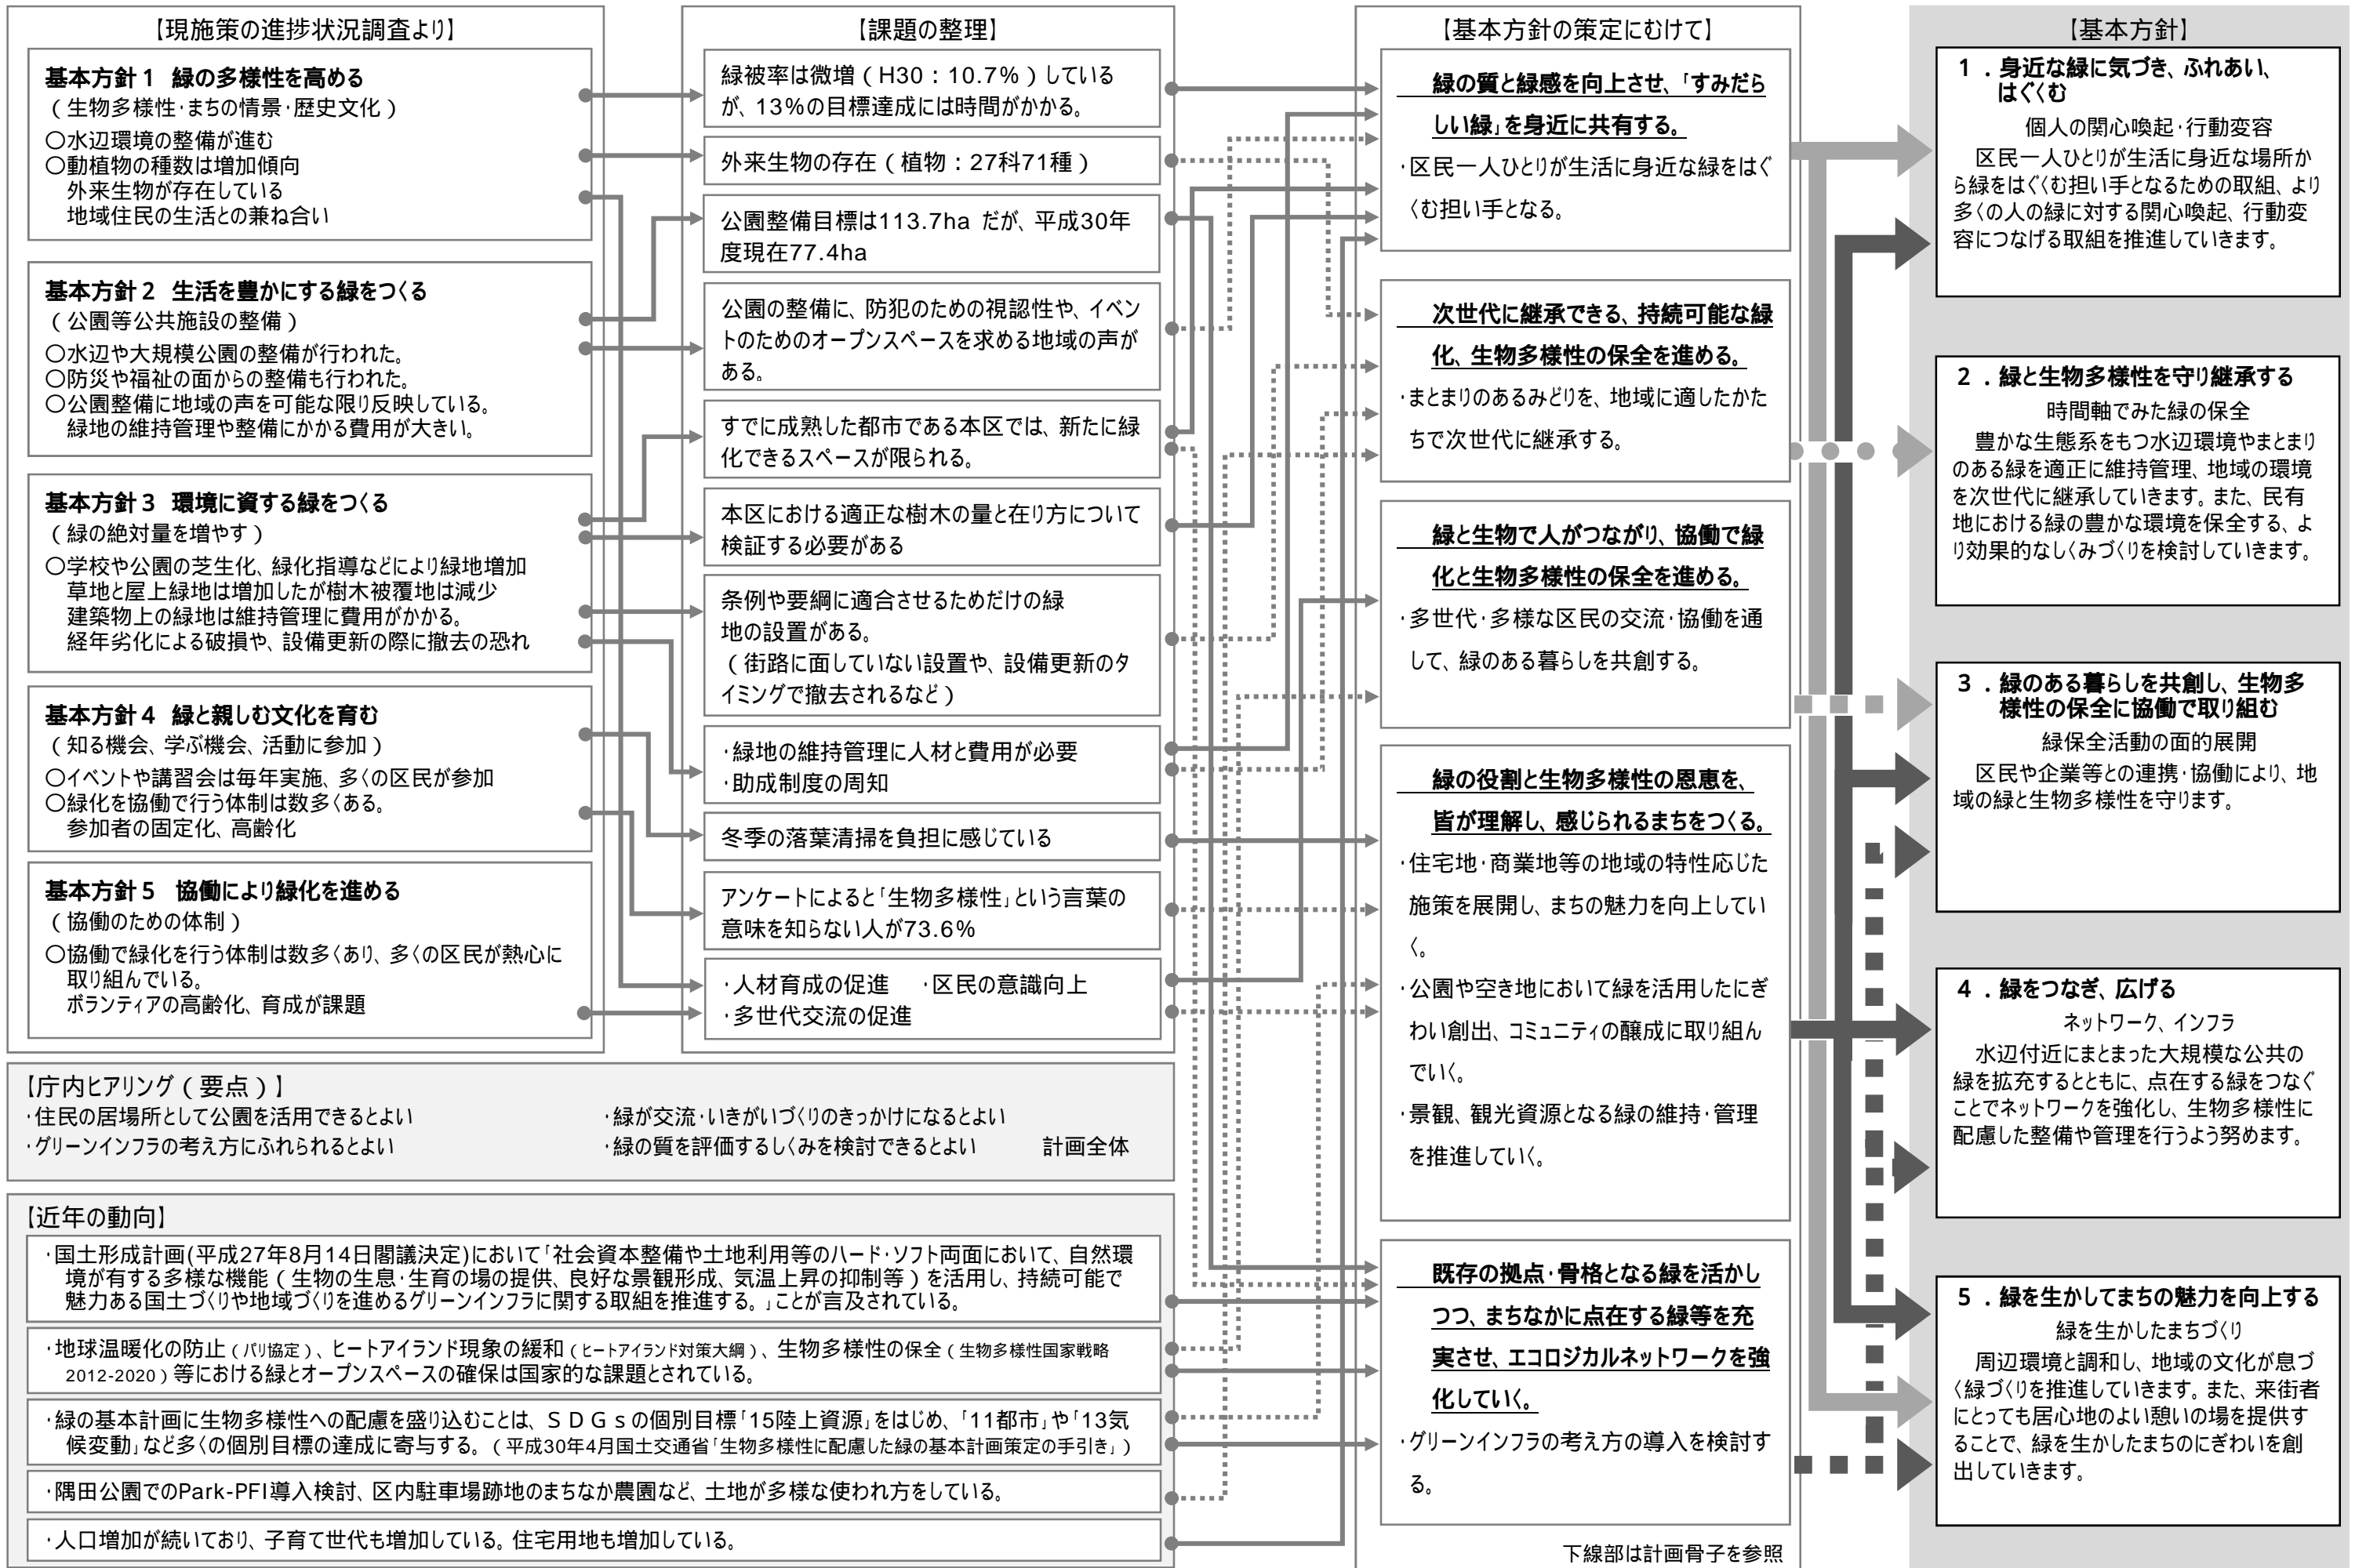 【現施策の進捗状況調査より】
基本方針1 緑の多様性を高める
(生物多様性・まちの情景・歴史文化)
○水辺環境の整備が進む
○動植物の種数は増加傾向
外来生物が存在している
地域住民の生活との兼ね合い
基本方針2 生活を豊かにする緑をつくる
(公園等公共施設の整備)
○水辺や大規模公園の整備が行われた。
○防災や福祉の面からの整備も行われた。
○公園整備に地域の声を可能な限り反映している。
緑地の維持管理や整備にかかる費用が大きい。
基本方針3 環境に資する緑をつくる
(緑の絶対量を増やす)
○学校や公園の芝生化、緑化指導などにより緑地増加
草地と屋上緑地は増加したが樹木被覆地は減少
建築物上の緑地は維持管理に費用がかかる。
経年劣化による破損や、設備更新の際に撤去の恐れ
基本方針4 緑と親しむ文化を育む
(知る機会、学ぶ機会、活動に参加)
○イベントや講習会は毎年実施、多くの区民が参加
○緑化を協働で行う体制は数多くある。
参加者の固定化、高齢化
基本方針5 協働により緑化を進める
(協働のための体制)
○協働で緑化を行う体制は数多くあり、多くの区民が熱心に
取り組んでいる。
ボランティアの高齢化、育成が課題
【課題の整理】
緑被率は微増(H30:10.7%)している
が、13%の目標達成には時間がかかる。
外来生物の存在(植物:27科71種)
公園整備目標は113.7ha だが、平成30年
度現在77.4ha
公園の整備に、防犯のための視認性や、イベン
トのためのオープンスペースを求める地域の声が
ある。
すでに成熟した都市である本区では、新たに緑
化できるスペースが限られる。
本区における適正な樹木の量と在り方について
検証する必要がある
条例や要綱に適合させるためだけの緑
地の設置がある。
(街路に面していない設置や、設備更新のタ
イミングで撤去されるなど)
・緑地の維持管理に人材と費用が必要
・助成制度の周知
冬季の落葉清掃を負担に感じている
アンケートによると「生物多様性」という言葉の
意味を知らない人が73.6%
・人材育成の促進 ・区民の意識向上
・多世代交流の促進
【庁内ヒアリング(要点)】
・住民の居場所として公園を活用できるとよい ・緑が交流・いきがいづくりのきっかけになるとよい
・グリーンインフラの考え方にふれられるとよい ・緑の質を評価するしくみを検討できるとよい 計画全体
【近年の動向】
・国土形成計画(平成27年8月14日閣議決定)において「社会資本整備や土地利用等のハード・ソフト両面において、自然環
境が有する多様な機能(生物の生息・生育の場の提供、良好な景観形成、気温上昇の抑制等)を活用し、持続可能で
魅力ある国土づくりや地域づくりを進めるグリーンインフラに関する取組を推進する。」ことが言及されている。
・地球温暖化の防止(パリ協定)、ヒートアイランド現象の緩和(ヒートアイランド対策大綱)、生物多様性の保全(生物多様性国家戦略
2012-2020)等における緑とオープンスペースの確保は国家的な課題とされている。
・緑の基本計画に生物多様性への配慮を盛り込むことは、SDGsの個別目標「15陸上資源」をはじめ、「11都市」や「13気
候変動」など多くの個別目標の達成に寄与する。(平成30年4月国土交通省「生物多様性に配慮した緑の基本計画策定の手引き」)
・隅田公園でのPark-PFI導入検討、区内駐車場跡地のまちなか農園など、土地が多様な使われ方をしている。
・人口増加が続いており、子育て世代も増加している。住宅用地も増加している。
【基本方針の策定にむけて】
緑の質と緑感を向上させ、「すみだら
しい緑」を身近に共有する。
・区民一人ひとりが生活に身近な緑をはぐ
くむ担い手となる。
次世代に継承できる、持続可能な緑
化、生物多様性の保全を進める。
・まとまりのあるみどりを、地域に適したかた
ちで次世代に継承する。
緑と生物で人がつながり、協働で緑
化と生物多様性の保全を進める。
・多世代・多様な区民の交流・協働を通
して、緑のある暮らしを共創する。
緑の役割と生物多様性の恩恵を、
皆が理解し、感じられるまちをつくる。
・住宅地・商業地等の地域の特性応じた
施策を展開し、まちの魅力を向上してい
く。
・公園や空き地において緑を活用したにぎ
わい創出、コミュニティの醸成に取り組ん
でいく。
・景観、観光資源となる緑の維持・管理
を推進していく。
既存の拠点・骨格となる緑を活かし
つつ、まちなかに点在する緑等を充
実させ、エコロジカルネットワークを強
化していく。
・グリーンインフラの考え方の導入を検討す
る。
下線部は計画骨子を参照
【基本方針】
1.身近な緑に気づき、ふれあい、
はぐくむ
個人の関心喚起・行動変容
区民一人ひとりが生活に身近な場所か
ら緑をはぐくむ担い手となるための取組、より
多くの人の緑に対する関心喚起、行動変
容につなげる取組を推進していきます。
2.緑と生物多様性を守り継承する
時間軸でみた緑の保全
豊かな生態系をもつ水辺環境やまとまり
のある緑を適正に維持管理、地域の環境
を次世代に継承していきます。また、民有
地における緑の豊かな環境を保全する、よ
り効果的なしくみづくりを検討していきます。
3.緑のある暮らしを共創し、生物多
様性の保全に協働で取り組む
緑保全活動の面的展開
区民や企業等との連携・協働により、地
域の緑と生物多様性を守ります。
4.緑をつなぎ、広げる
ネットワーク、インフラ
水辺付近にまとまった大規模な公共の
緑を拡充するとともに、点在する緑をつなぐ
ことでネットワークを強化し、生物多様性に
配慮した整備や管理を行うよう努めます。
5.緑を生かしてまちの魅力を向上する
緑を生かしたまちづくり
周辺環境と調和し、地域の文化が息づ
く緑づくりを推進していきます。また、来街者
にとっても居心地のよい憩いの場を提供す
ることで、緑を生かしたまちのにぎわいを創
出していきます。